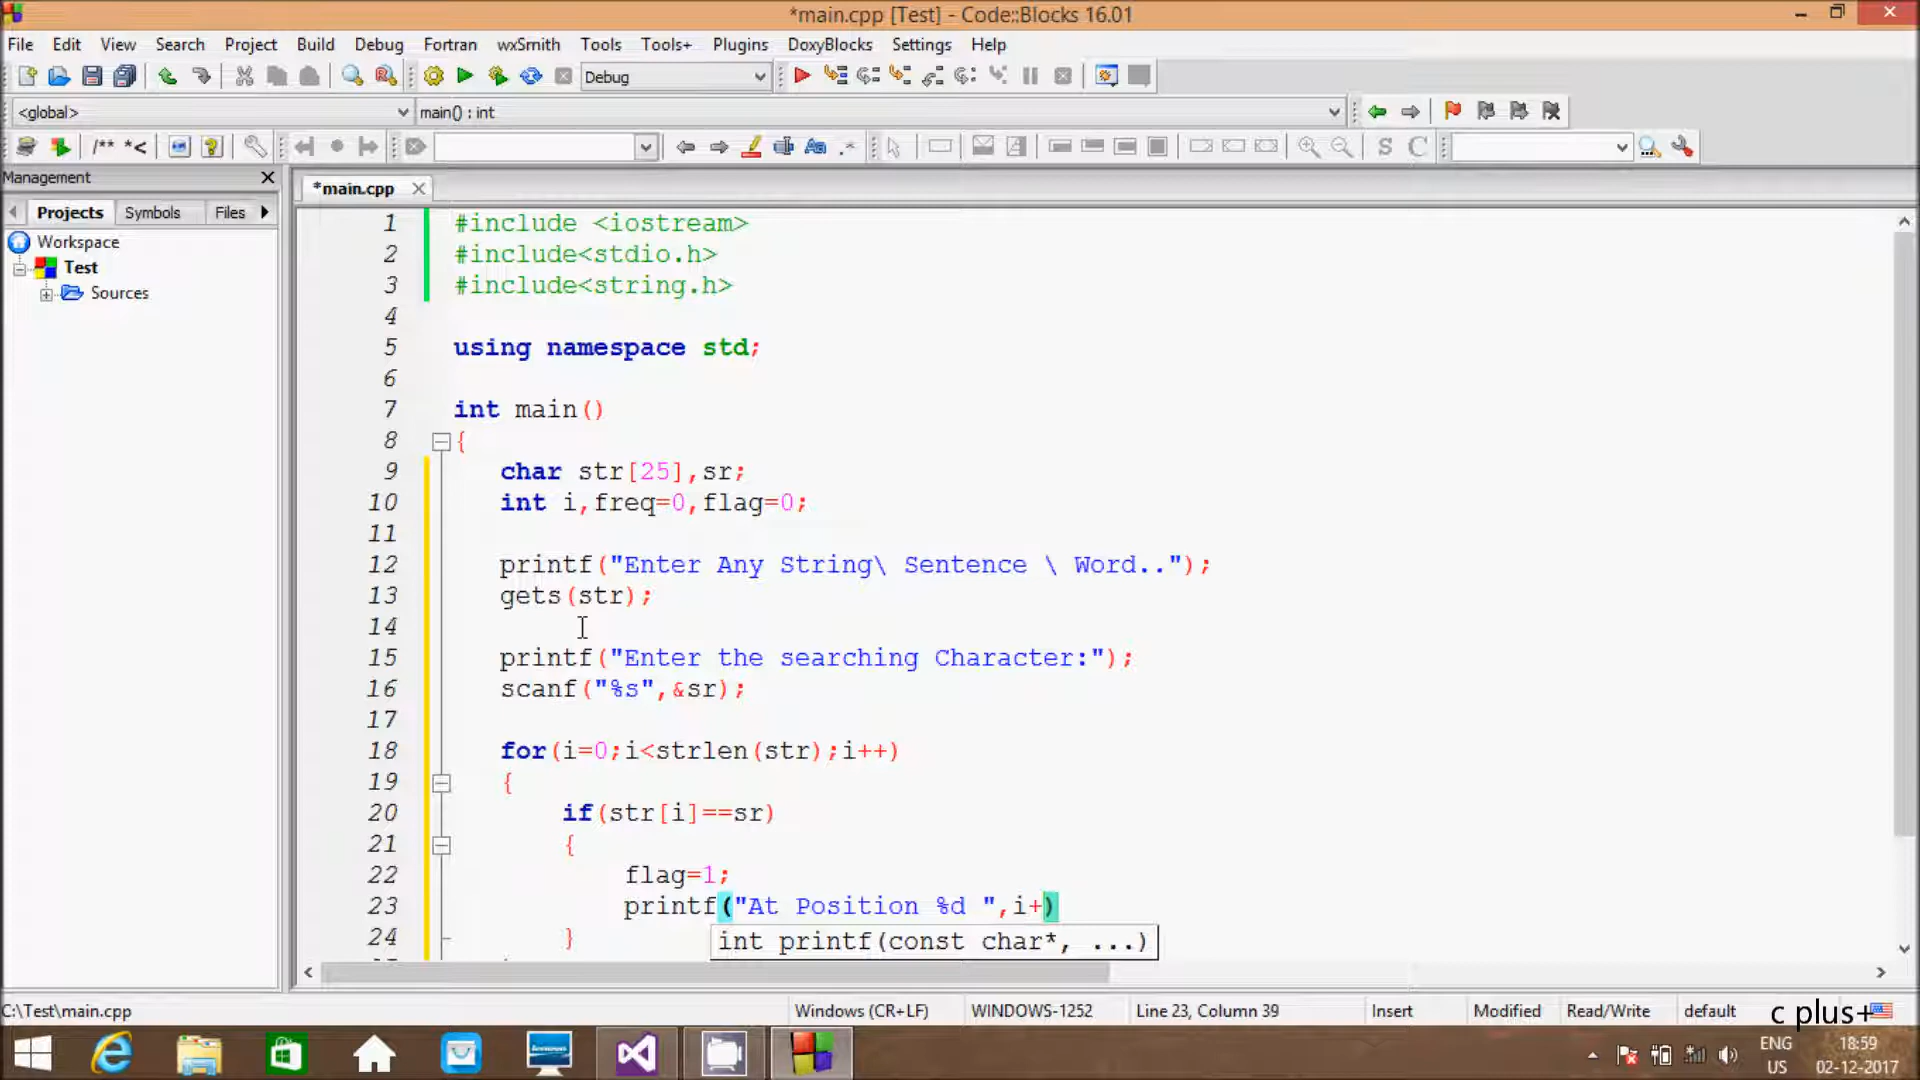 *main.cpp [Test] - Code::Blocks 16.01
File Edit View Search Project Build Debug Fortran wxSmith Tools Tools+ Plugins DoxyBlocks Settings Help
Debug
<global> main() : int
/** *<
Management
*main.cpp
Projects Symbols Files
Workspace
Test
Sources
1 #include <iostream>
2 #include<stdio.h>
3 #include<string.h>
4
5 using namespace std;
6
7 int main()
8 {
9 char str[25],sr;
10 int i,freq=0,flag=0;
11
12 printf("Enter Any String\ Sentence \ Word..");
13 gets(str);
14
15 printf("Enter the searching Character:");
16 scanf("%s",&sr);
17
18 for(i=0;i<strlen(str);i++)
19 {
20 if(str[i]==sr)
21 {
22 flag=1;
23 printf("At Position %d ",i+)
24 }
int printf(const char*, ...)
C:\Test\main.cpp Windows (CR+LF) WINDOWS-1252 Line 23, Column 39 Insert Modified Read/Write default
c plus+
ENG
US
18:59
02-12-2017